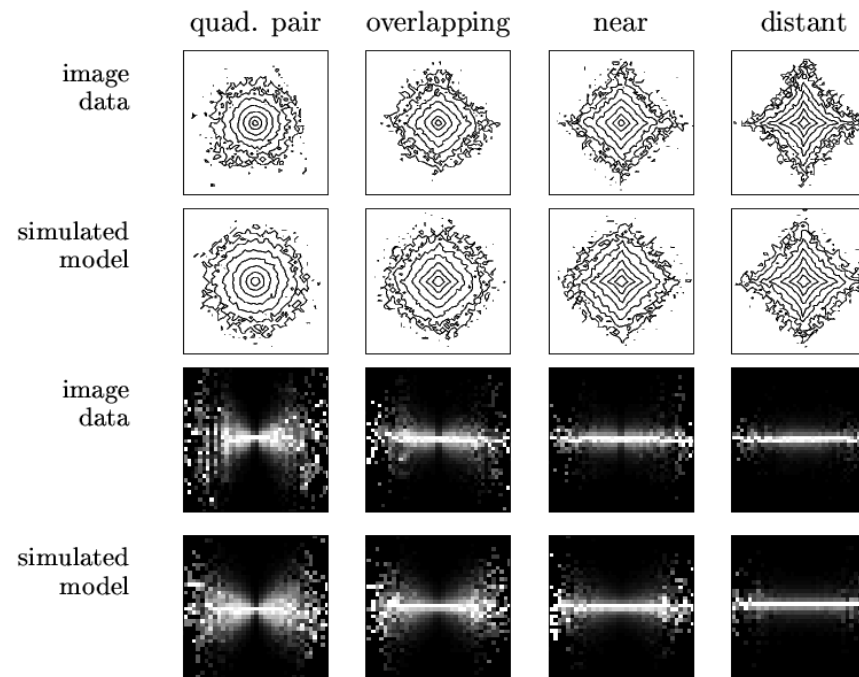 quad. pair overlapping near distant
image
data
simulated
model
image
data
simulated
model